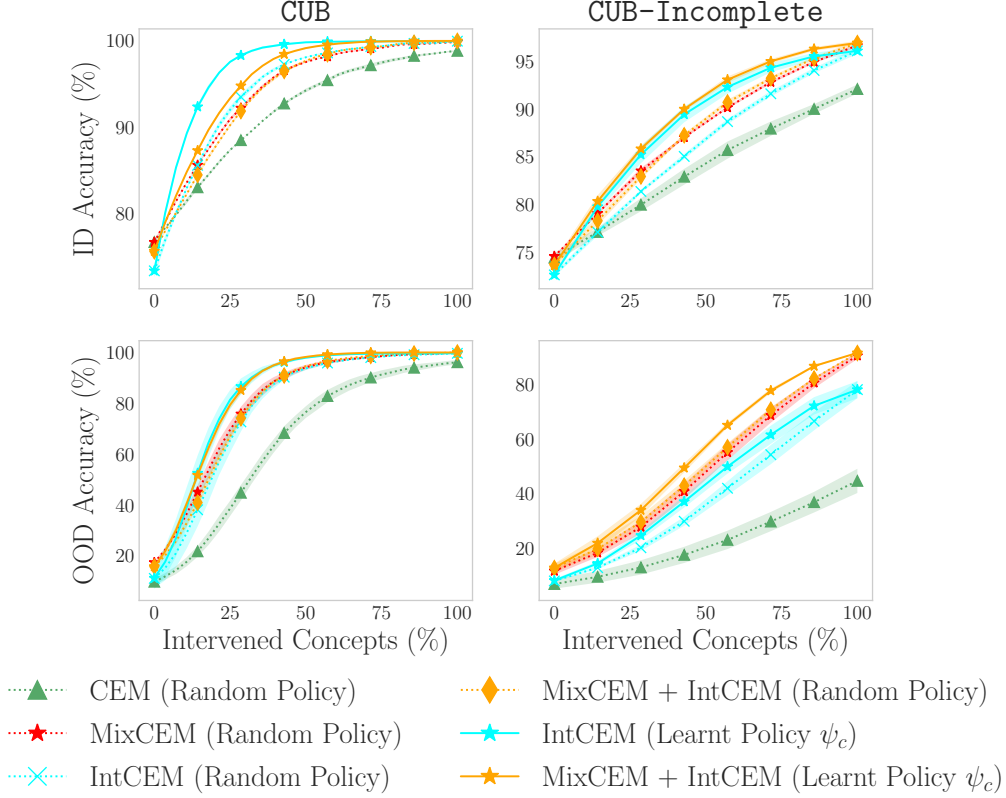 CUB
CUB-Incomplete
ID Accuracy (%)
100
90
80
0 25 50 75 100
95
90
85
80
75
0 25 50 75 100
OOD Accuracy (%)
100
80
60
40
20
0 25 50 75 100
Intervened Concepts (%)
80
60
40
20
0 25 50 75 100
Intervened Concepts (%)
CEM (Random Policy)
MixCEM (Random Policy)
IntCEM (Random Policy)
MixCEM + IntCEM (Random Policy)
IntCEM (Learnt Policy ψc)
MixCEM + IntCEM (Learnt Policy ψc)